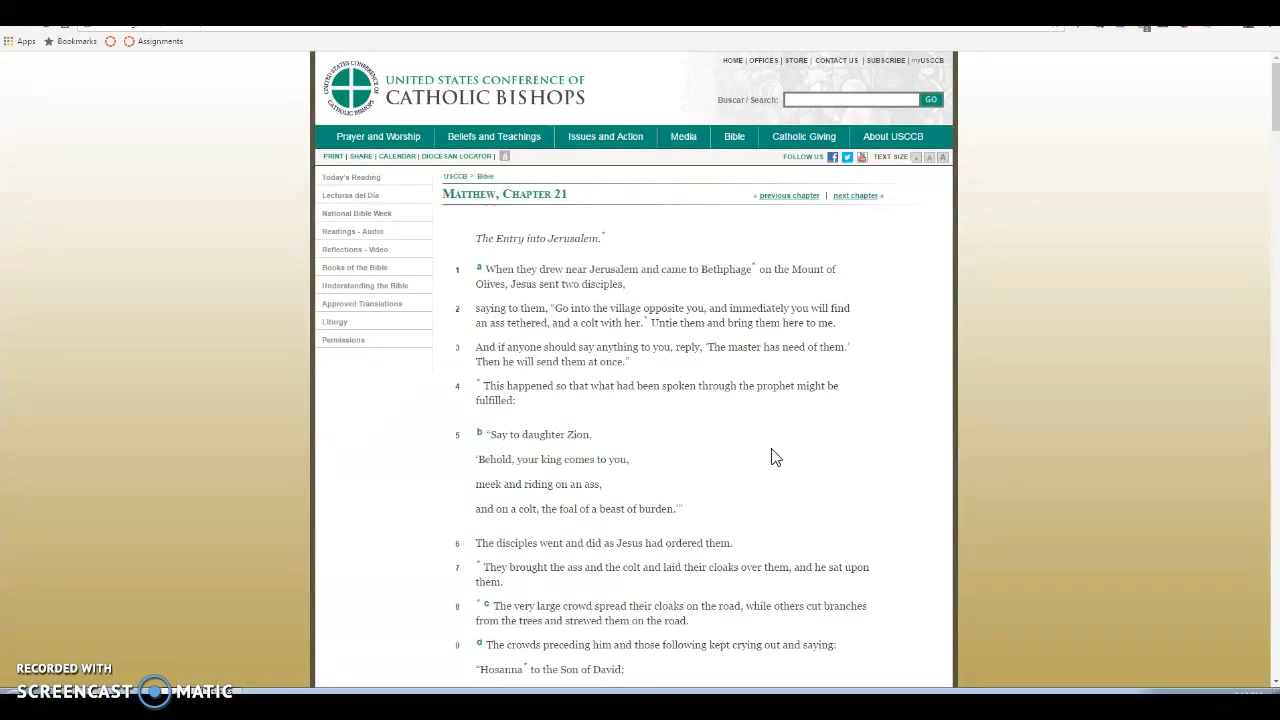 Apps Bookmarks Assignments
HOME | OFFICES | STORE | CONTACT US | SUBSCRIBE | myUSCCB
UNITED STATES CONFERENCE OF CATHOLIC BISHOPS
UNITED STATES CONFERENCE OF
CATHOLIC BISHOPS
Buscar / Search: GO
Prayer and Worship Beliefs and Teachings Issues and Action Media Bible Catholic Giving About USCCB
PRINT | SHARE | CALENDAR | DIOCESAN LOCATOR | FOLLOW US TEXT SIZE A A A
Today's Reading
Lecturas del Día
National Bible Week
Readings - Audio
Reflections - Video
Books of the Bible
Understanding the Bible
Approved Translations
Liturgy
Permissions
USCCB > Bible
MATTHEW, CHAPTER 21 « previous chapter | next chapter »
The Entry into Jerusalem.*
1 a When they drew near Jerusalem and came to Bethphage* on the Mount of
Olives, Jesus sent two disciples,
2 saying to them, “Go into the village opposite you, and immediately you will find
an ass tethered, and a colt with her.* Untie them and bring them here to me.
3 And if anyone should say anything to you, reply, ‘The master has need of them.’
Then he will send them at once.”
4 * This happened so that what had been spoken through the prophet might be
fulfilled:
5 b “Say to daughter Zion,
‘Behold, your king comes to you,
meek and riding on an ass,
and on a colt, the foal of a beast of burden.’”
6 The disciples went and did as Jesus had ordered them.
7 * They brought the ass and the colt and laid their cloaks over them, and he sat upon
them.
8 * c The very large crowd spread their cloaks on the road, while others cut branches
from the trees and strewed them on the road.
9 d The crowds preceding him and those following kept crying out and saying:
“Hosanna* to the Son of David;
RECORDED WITH
SCREENCAST MATIC